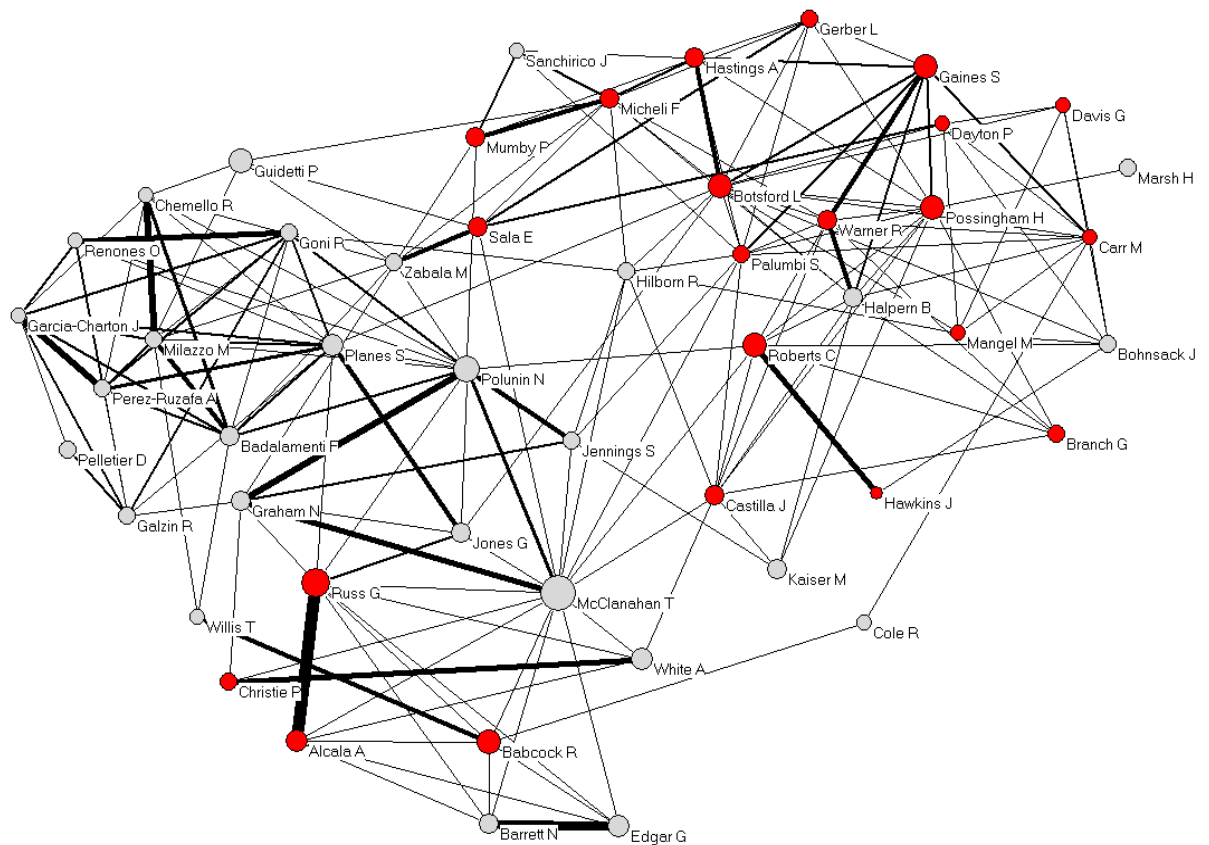 Gerber L
Sanchirico J
Hastings A
Gaines S
Micheli F
Davis G
Dayton P
Mumby P
Guidetti P
Marsh H
Chemello R
Botsford L
Possingham H
Sala E
Warner R
Renones O
Goni R
Carr M
Palumbi S
Zabala M
Hilborn R
Halpern B
Garcia-Charton J
Milazzo M
Planes S
Roberts C
Mangel M
Bohnsack J
Polunin N
Perez-Ruzafa A
Badalamenti F
Jennings S
Branch G
Pelletier D
Castilla J
Hawkins J
Graham N
Galzin R
Jones G
Kaiser M
Russ G
McClanahan T
Willis T
Cole R
White A
Christie P
Alcala A
Babcock R
Barrett N
Edgar G